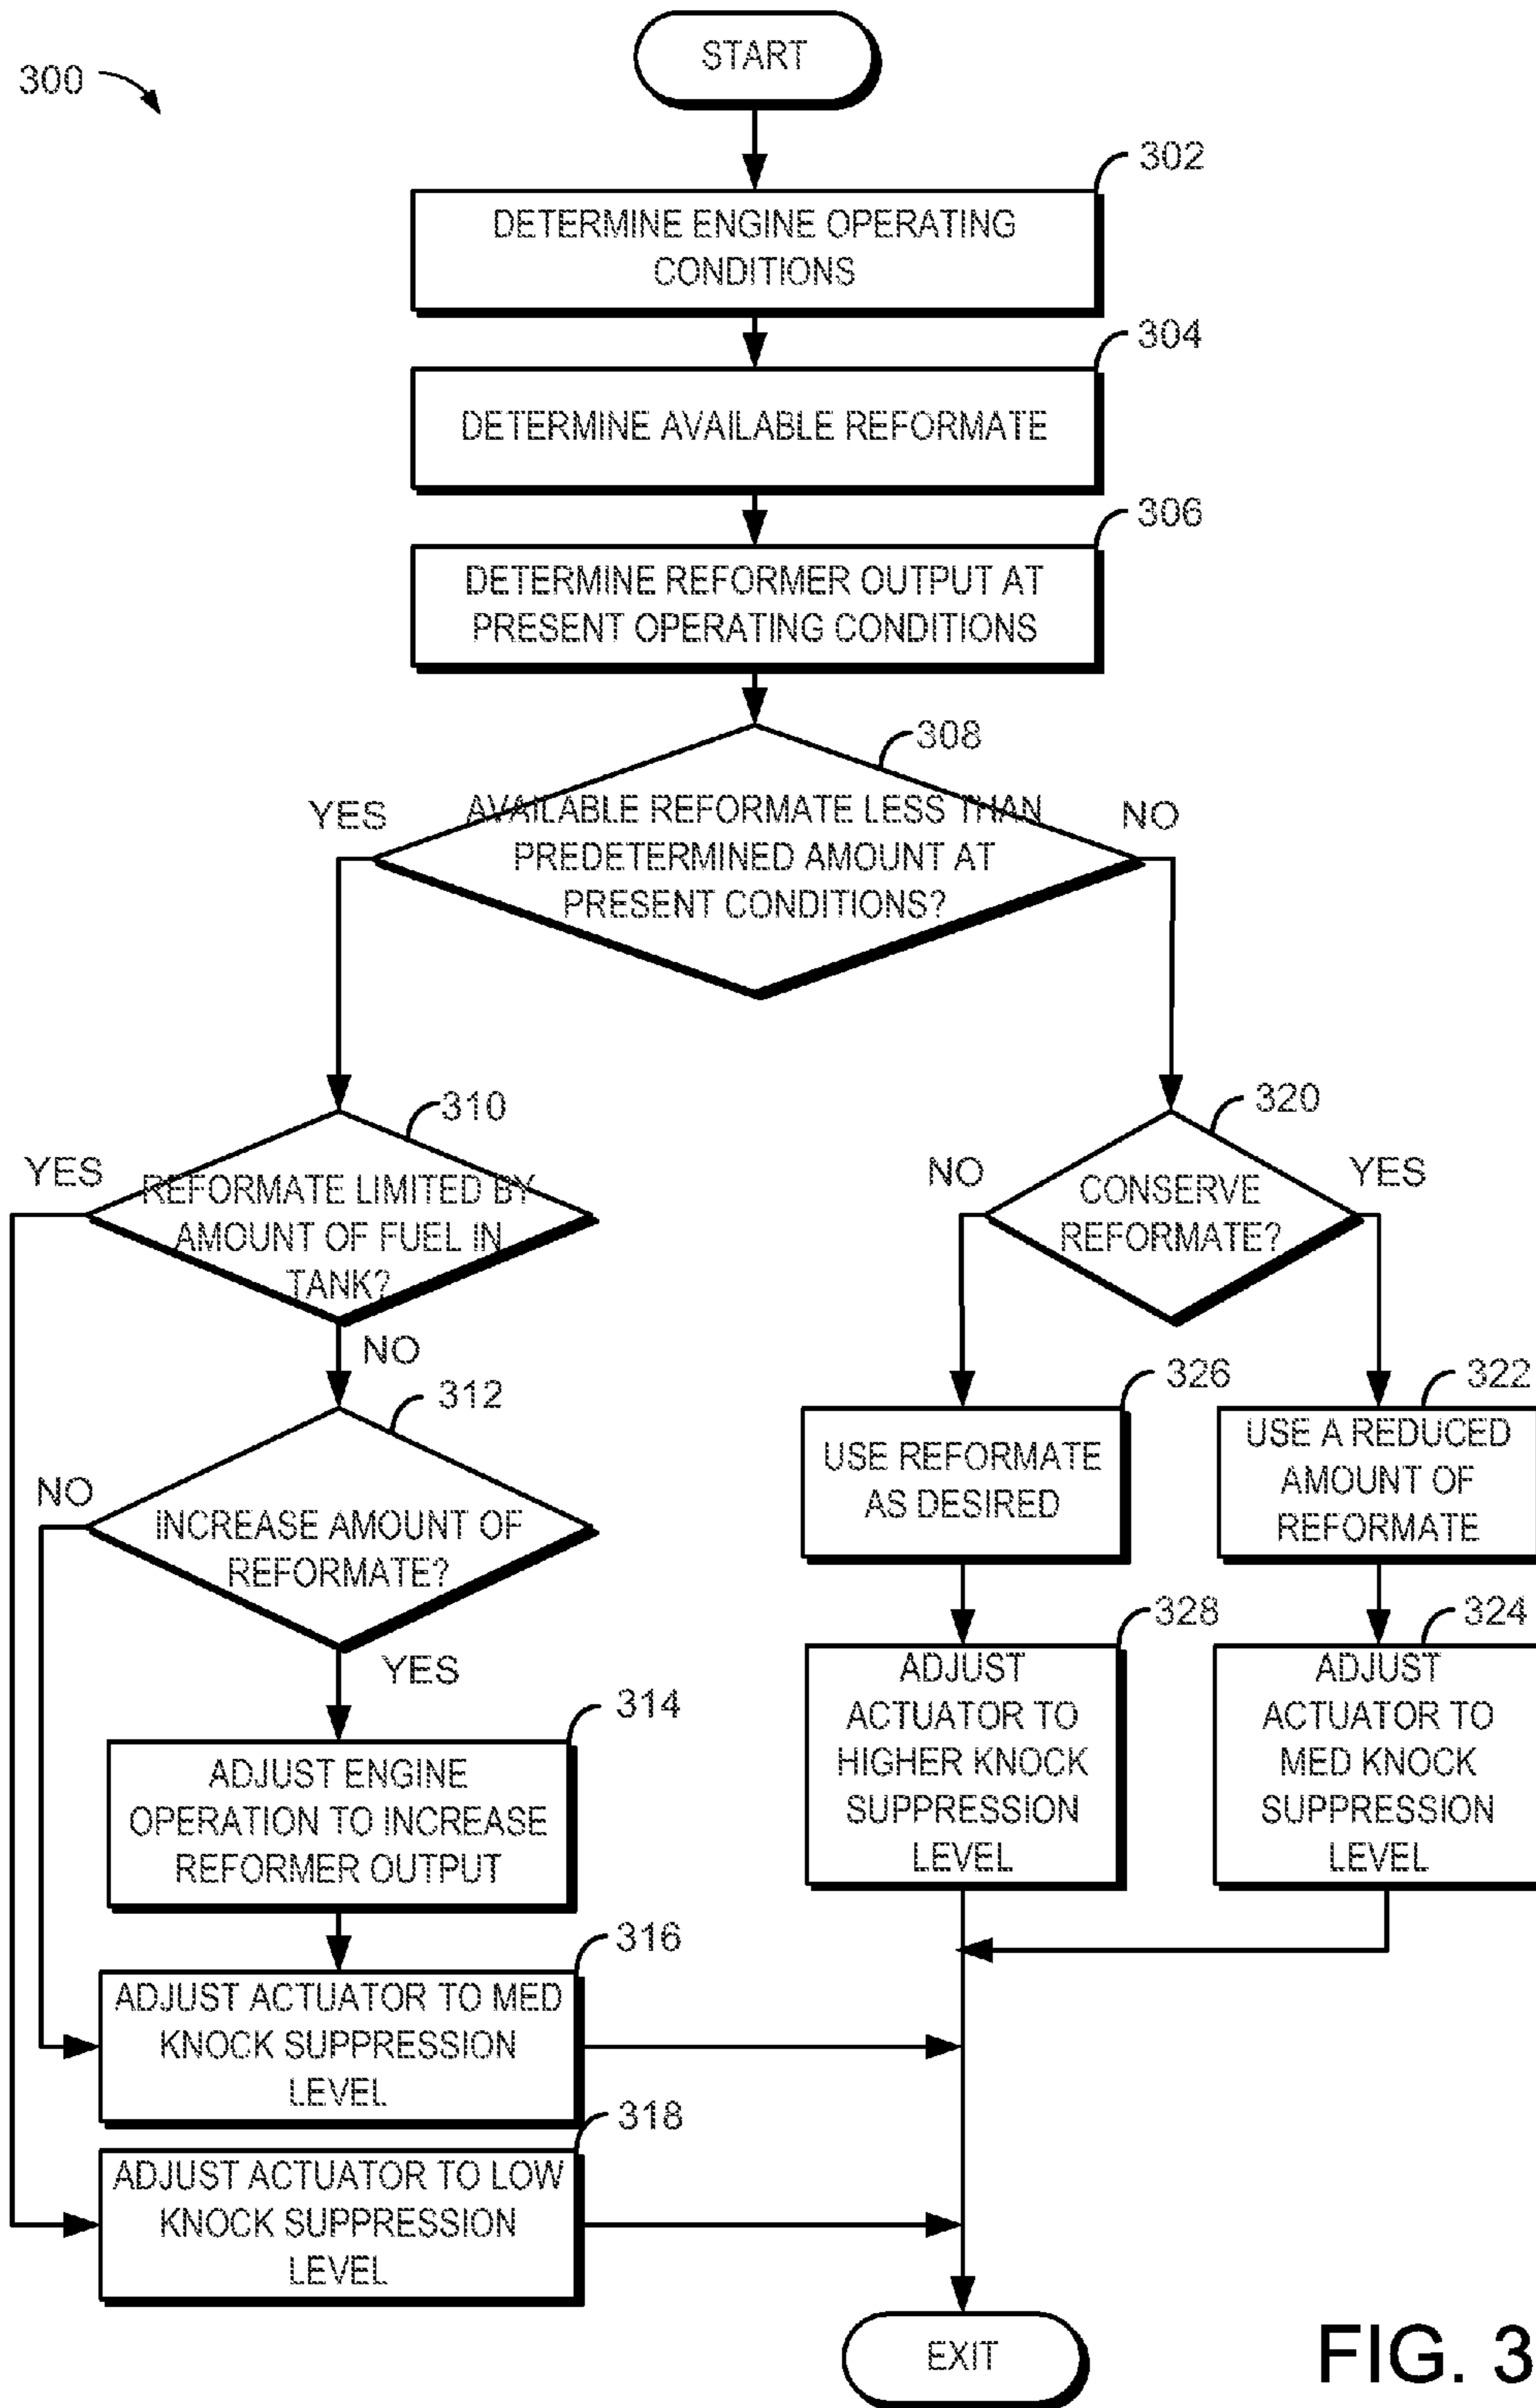 300
START
302
DETERMINE ENGINE OPERATING
CONDITIONS
304
DETERMINE AVAILABLE REFORMATE
306
DETERMINE REFORMER OUTPUT AT
PRESENT OPERATING CONDITIONS
308
YES
AVAILABLE REFORMATE LESS THAN
PREDETERMINED AMOUNT AT
PRESENT CONDITIONS?
NO
310
YES
REFORMATE LIMITED BY
AMOUNT OF FUEL IN
TANK?
NO
320
NO
CONSERVE
REFORMATE?
YES
312
NO
INCREASE AMOUNT OF
REFORMATE?
YES
326
USE REFORMATE
AS DESIRED
322
USE A REDUCED
AMOUNT OF
REFORMATE
314
ADJUST ENGINE
OPERATION TO INCREASE
REFORMER OUTPUT
328
ADJUST
ACTUATOR TO
HIGHER KNOCK
SUPPRESSION
LEVEL
324
ADJUST
ACTUATOR TO
MED KNOCK
SUPPRESSION
LEVEL
316
ADJUST ACTUATOR TO MED
KNOCK SUPPRESSION
LEVEL
318
ADJUST ACTUATOR TO LOW
KNOCK SUPPRESSION
LEVEL
EXIT
FIG. 3